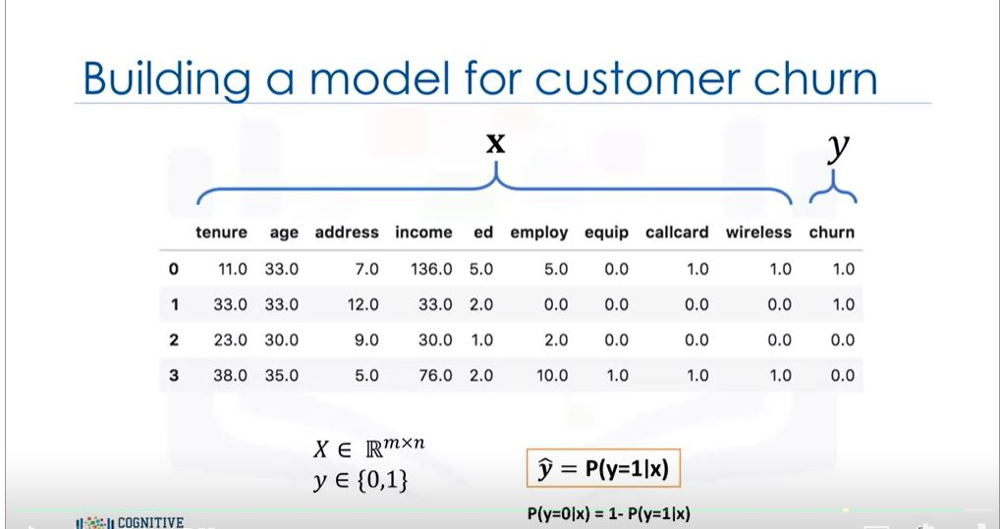 Building a model for customer churn
x y
tenure age address income ed employ equip callcard wireless churn
0 11.0 33.0 7.0 136.0 5.0 5.0 0.0 1.0 1.0 1.0
1 33.0 33.0 12.0 33.0 2.0 0.0 0.0 0.0 0.0 1.0
2 23.0 30.0 9.0 30.0 1.0 2.0 0.0 0.0 0.0 0.0
3 38.0 35.0 5.0 76.0 2.0 10.0 1.0 1.0 1.0 0.0
X ∈ ℝᵐˣⁿ
y ∈ {0,1}
ŷ = P(y=1|x)
P(y=0|x) = 1- P(y=1|x)
COGNITIVE